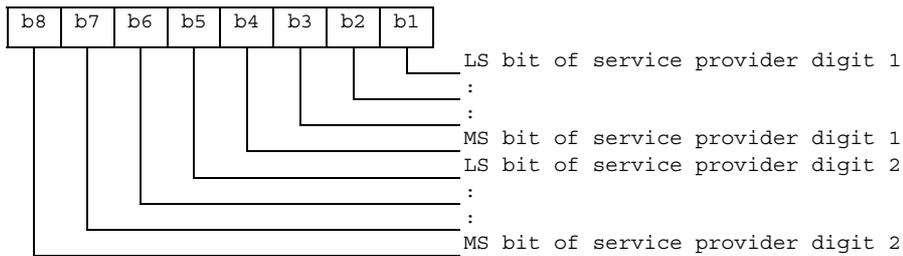 b8 b7 b6 b5 b4 b3 b2 b1
LS bit of service provider digit 1
:
:
MS bit of service provider digit 1
LS bit of service provider digit 2
:
:
MS bit of service provider digit 2